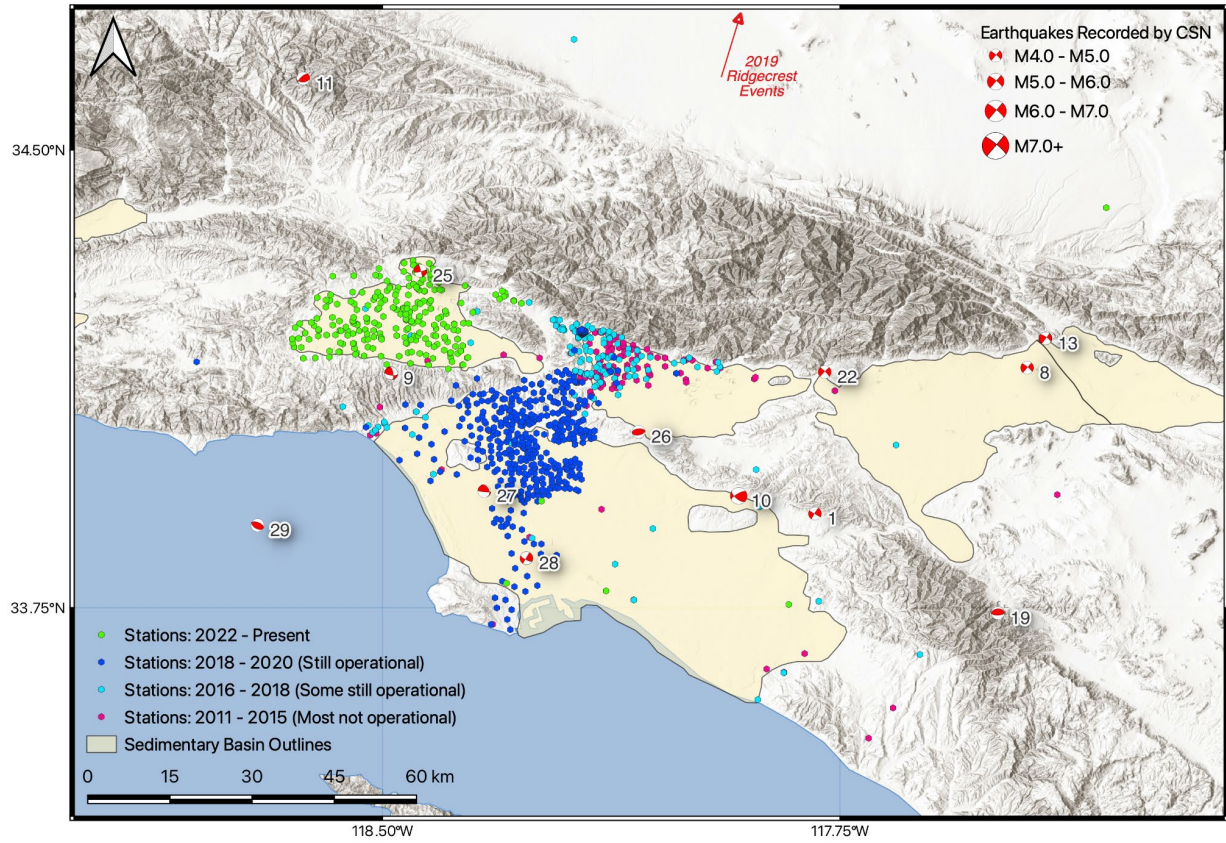 Earthquakes Recorded by CSN
M4.0 - M5.0
M5.0 - M6.0
M6.0 - M7.0
M7.0+
2019
Ridgecrest
Events
11
34.50°N
25
13
22
8
9
26
27
10
1
29
28
33.75°N
19
Stations: 2022 - Present
Stations: 2018 - 2020 (Still operational)
Stations: 2016 - 2018 (Some still operational)
Stations: 2011 - 2015 (Most not operational)
Sedimentary Basin Outlines
0 15 30 45 60 km
118.50°W 117.75°W